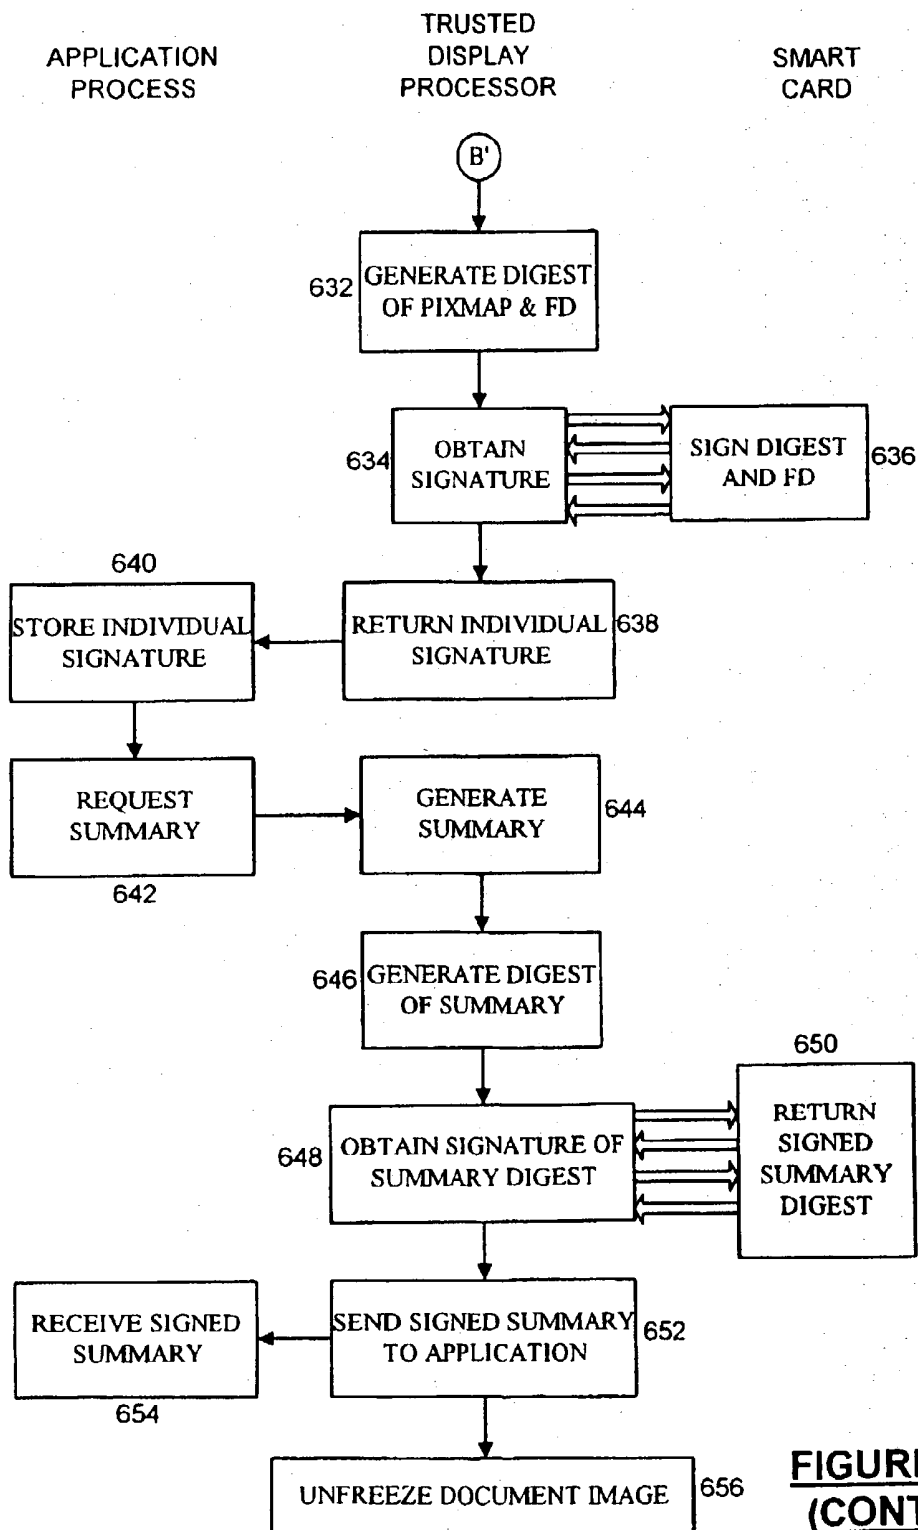 APPLICATION
PROCESS
TRUSTED
DISPLAY
PROCESSOR
SMART
CARD
B'
632
GENERATE DIGEST
OF PIXMAP & FD
634
OBTAIN
SIGNATURE
SIGN DIGEST
AND FD
636
640
STORE INDIVIDUAL
SIGNATURE
RETURN INDIVIDUAL
SIGNATURE
638
REQUEST
SUMMARY
642
GENERATE
SUMMARY
644
646
GENERATE DIGEST
OF SUMMARY
648
OBTAIN SIGNATURE OF
SUMMARY DIGEST
650
RETURN
SIGNED
SUMMARY
DIGEST
RECEIVE SIGNED
SUMMARY
654
SEND SIGNED SUMMARY
TO APPLICATION
652
UNFREEZE DOCUMENT IMAGE
656
FIGURE
(CONT